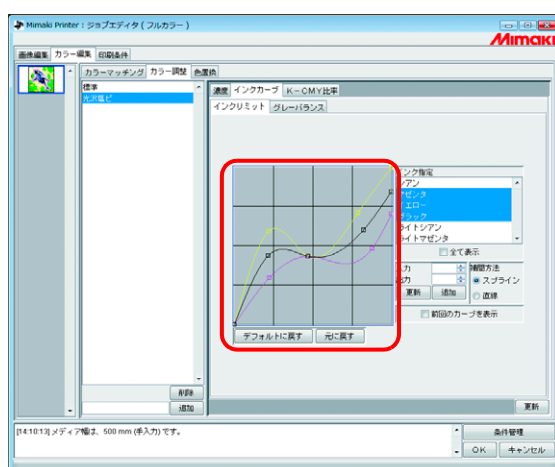 Mimaki Printer : ジョブエディタ ( フルカラー )
Mimaki
画像編集 カラー編集 印刷条件
カラーマッチング カラー調整 色置換
標準
光沢塩ビ
濃度 インクカーブ K-CMY比率
インクリミット グレーバランス
インク指定
シアン
マゼンタ
イエロー
ブラック
ライトシアン
ライトマゼンタ
全て表示
入力
出力
更新 追加
補間方法
スプライン
直線
前回のカーブを表示
デフォルトに戻す 元に戻す
削除
追加
更新
[14:10:13] メディア幅は、500 mm (手入力) です。
条件管理
OK キャンセル